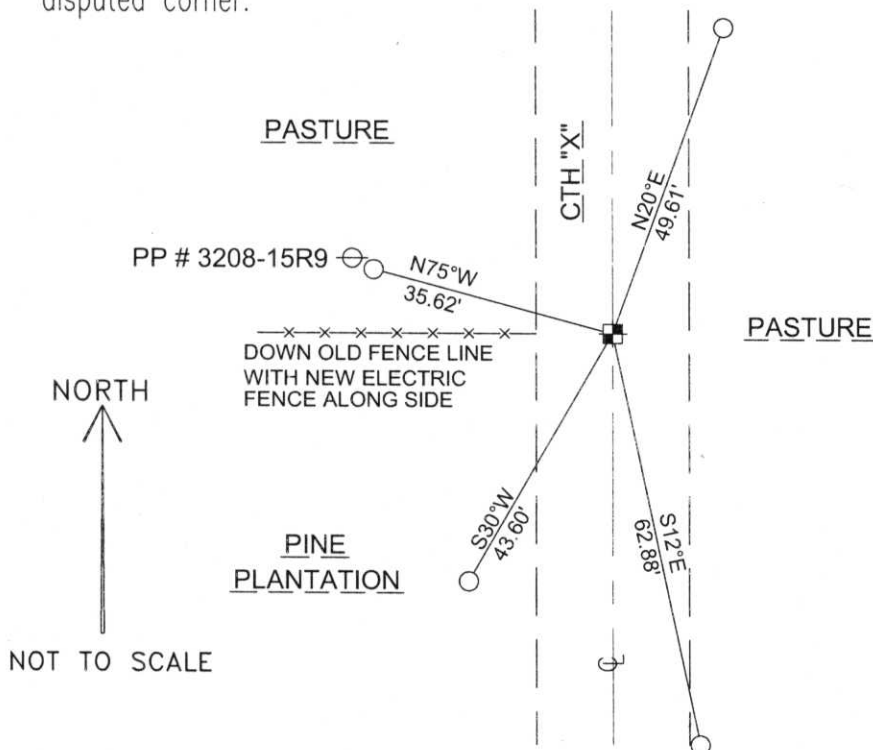 disputed corner.
PASTURE
CTH "X"
N20°E
49.61'
PP # 3208-15R9
N75°W
35.62'
PASTURE
DOWN OLD FENCE LINE
WITH NEW ELECTRIC
FENCE ALONG SIDE
NORTH
S30°W
43.60'
S12°E
62.88'
PINE
PLANTATION
CL
NOT TO SCALE